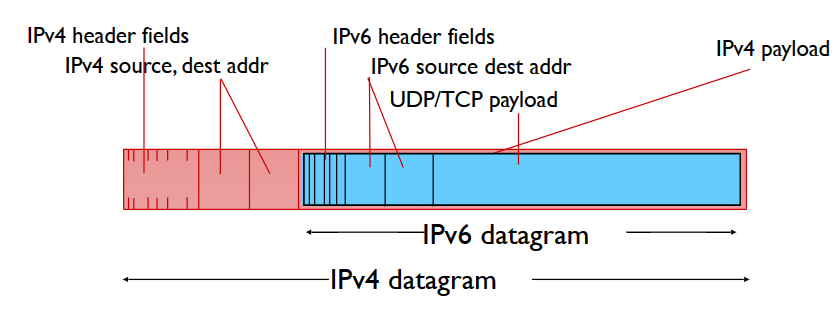 IPv4 header fields
IPv6 header fields
IPv4 payload
IPv4 source, dest addr
IPv6 source dest addr
UDP/TCP payload
IPv6 datagram
IPv4 datagram